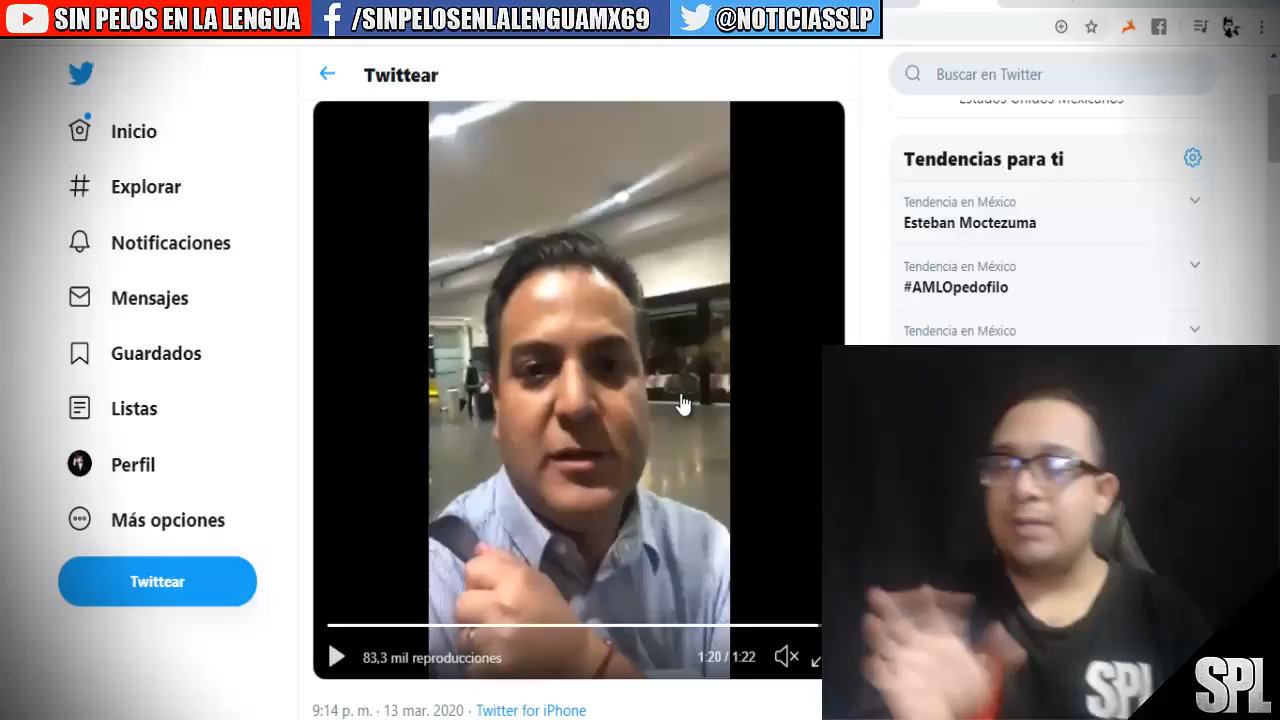 SIN PELOS EN LA LENGUA
/SINPELOSENLALENGUAMX69
@NOTICIASSLP
Twittear
Buscar en Twitter
Estados Unidos Mexicanos
Inicio
Explorar
Notificaciones
Mensajes
Guardados
Listas
Perfil
Más opciones
Twittear
Tendencias para ti
Tendencia en México
Esteban Moctezuma
Tendencia en México
#AMLOpedofilo
Tendencia en México
83,3 mil reproducciones
1:20 / 1:22
9:14 p. m. · 13 mar. 2020 · Twitter for iPhone
SPL
SPL